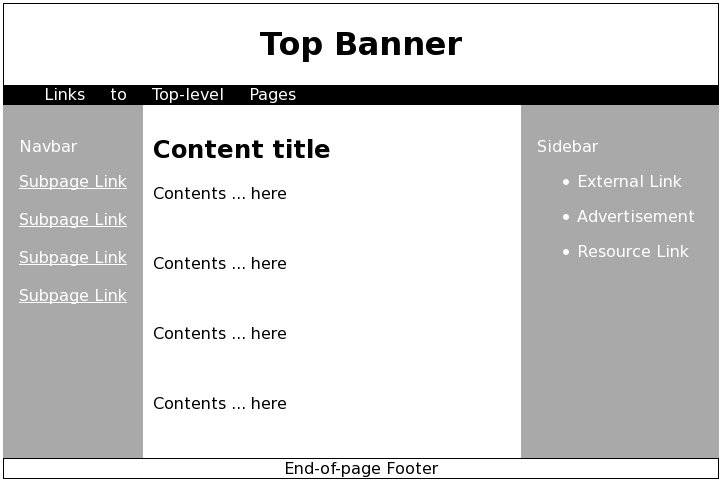 Top Banner
Links to Top-level Pages
Navbar
Subpage Link
Subpage Link
Subpage Link
Subpage Link
Content title
Contents ... here
Contents ... here
Contents ... here
Contents ... here
Sidebar
• External Link
• Advertisement
• Resource Link
End-of-page Footer